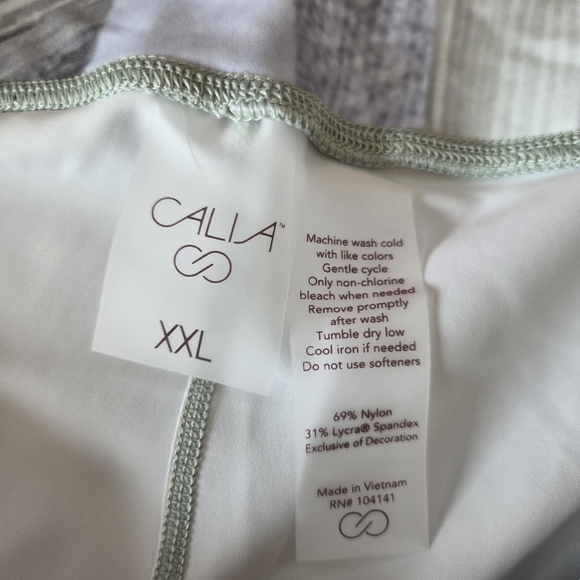 CALIA™
XXL
Machine wash cold
with like colors
Gentle cycle
Only non-chlorine
bleach when needed
Remove promptly
after wash
Tumble dry low
Cool iron if needed
Do not use softeners
69% Nylon
31% Lycra® Spandex
Exclusive of Decoration
Made in Vietnam
RN# 104141